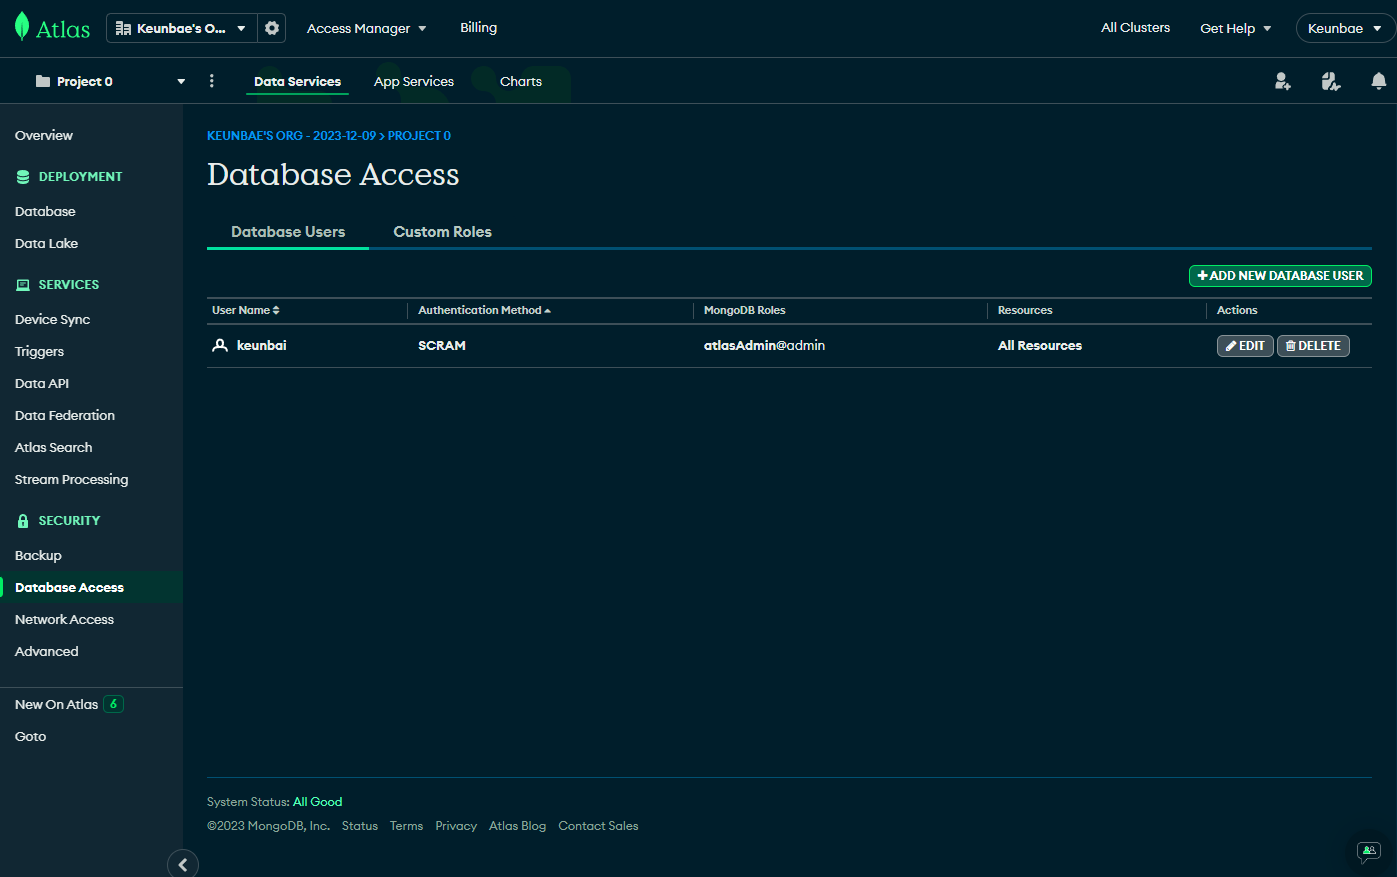 Atlas
Keunbae's O...
Access Manager
Billing
All Clusters
Get Help
Keunbae
Project 0
Data Services
App Services
Charts
Overview
DEPLOYMENT
Database
Data Lake
SERVICES
Device Sync
Triggers
Data API
Data Federation
Atlas Search
Stream Processing
SECURITY
Backup
Database Access
Network Access
Advanced
New On Atlas 6
Goto
KEUNBAE'S ORG - 2023-12-09 > PROJECT 0
Database Access
Database Users
Custom Roles
+ ADD NEW DATABASE USER
User Name Authentication Method MongoDB Roles Resources Actions
keunbai SCRAM atlasAdmin@admin All Resources EDIT DELETE
System Status: All Good
©2023 MongoDB, Inc. Status Terms Privacy Atlas Blog Contact Sales